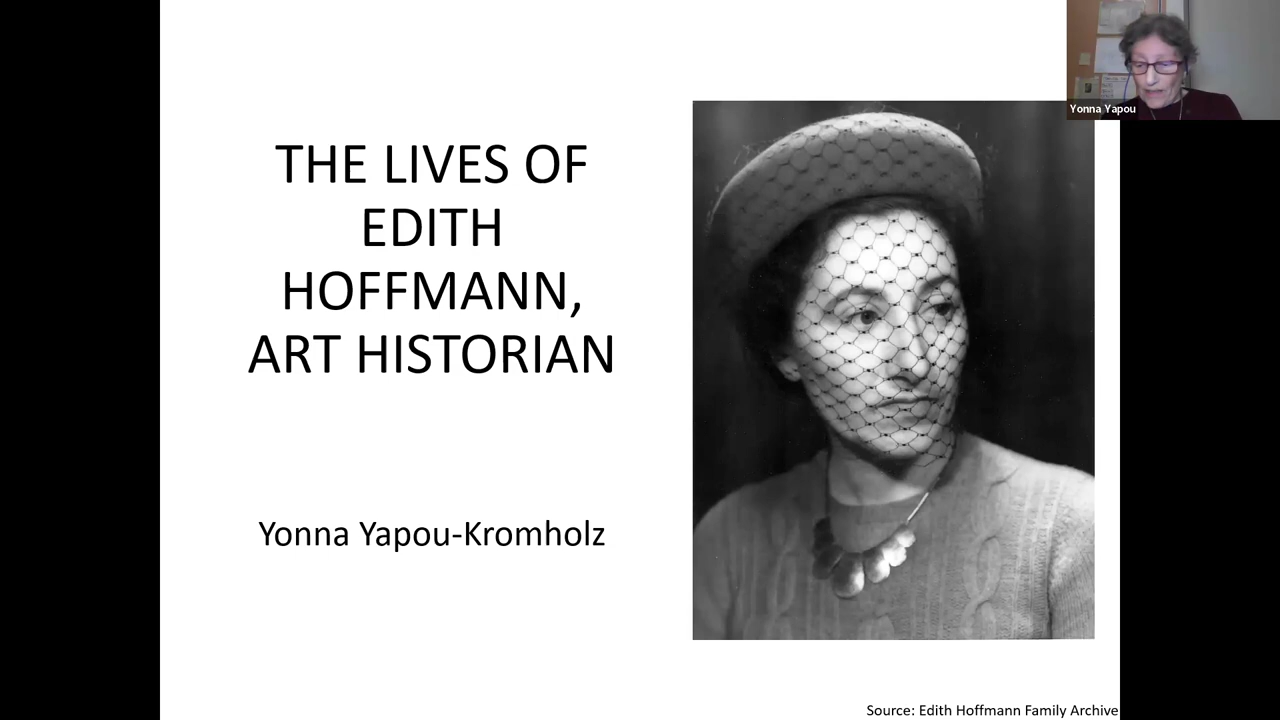 THE LIVES OF
EDITH
HOFFMANN,
ART HISTORIAN
Yonna Yapou-Kromholz
Yonna Yapou
Source: Edith Hoffmann Family Archive